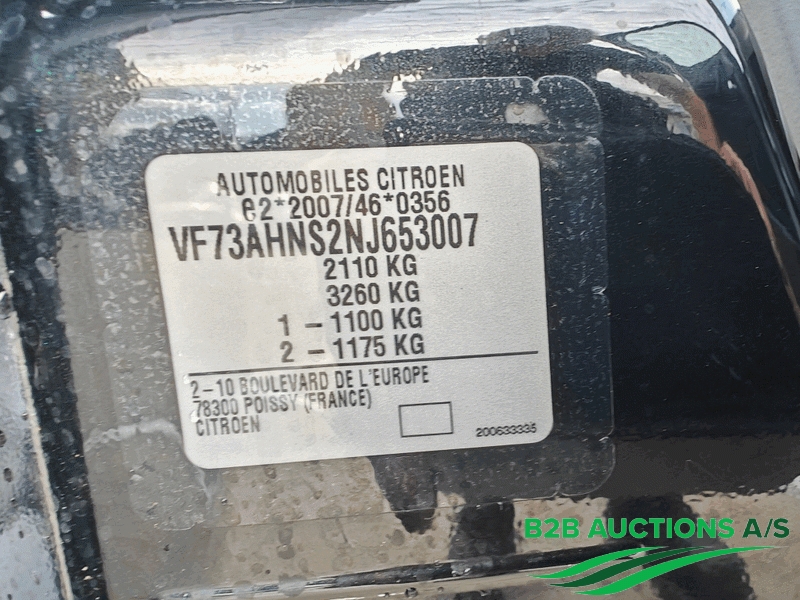 AUTOMOBILES CITROEN
e2*2007/46*0356
VF73AHNS2NJ653007
2110 KG
3260 KG
1 - 1100 KG
2 - 1175 KG
2-10 BOULEVARD DE L'EUROPE
78300 POISSY (FRANCE)
CITROEN
200633335
B2B AUCTIONS A/S